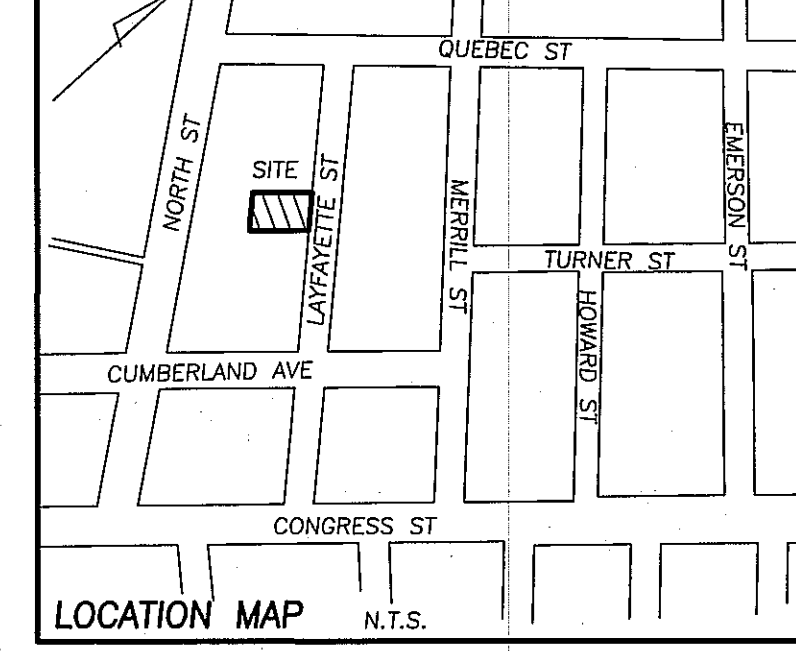 QUEBEC ST
NORTH ST
SITE
LAYFAYETTE ST
MERRILL ST
EMERSON ST
TURNER ST
HOWARD ST
CUMBERLAND AVE
CONGRESS ST
LOCATION MAP
N.T.S.